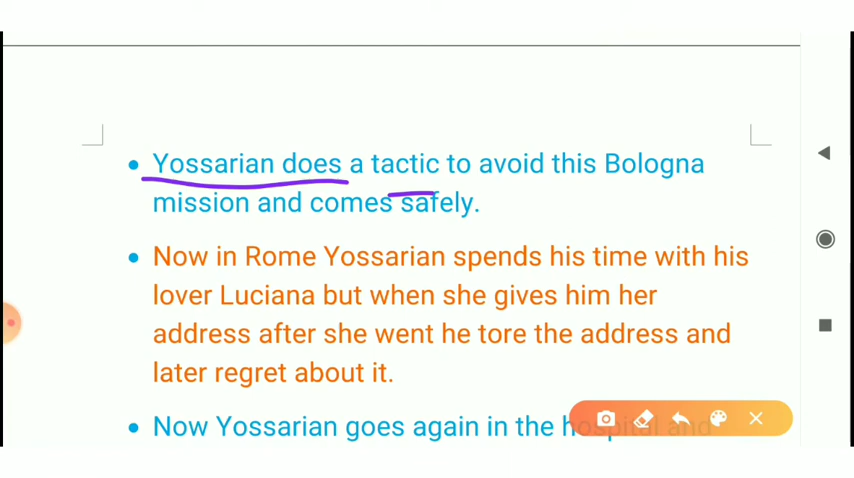 • Yossarian does a tactic to avoid this Bologna
mission and comes safely.
• Now in Rome Yossarian spends his time with his
lover Luciana but when she gives him her
address after she went he tore the address and
later regret about it.
• Now Yossarian goes again in the hospital and